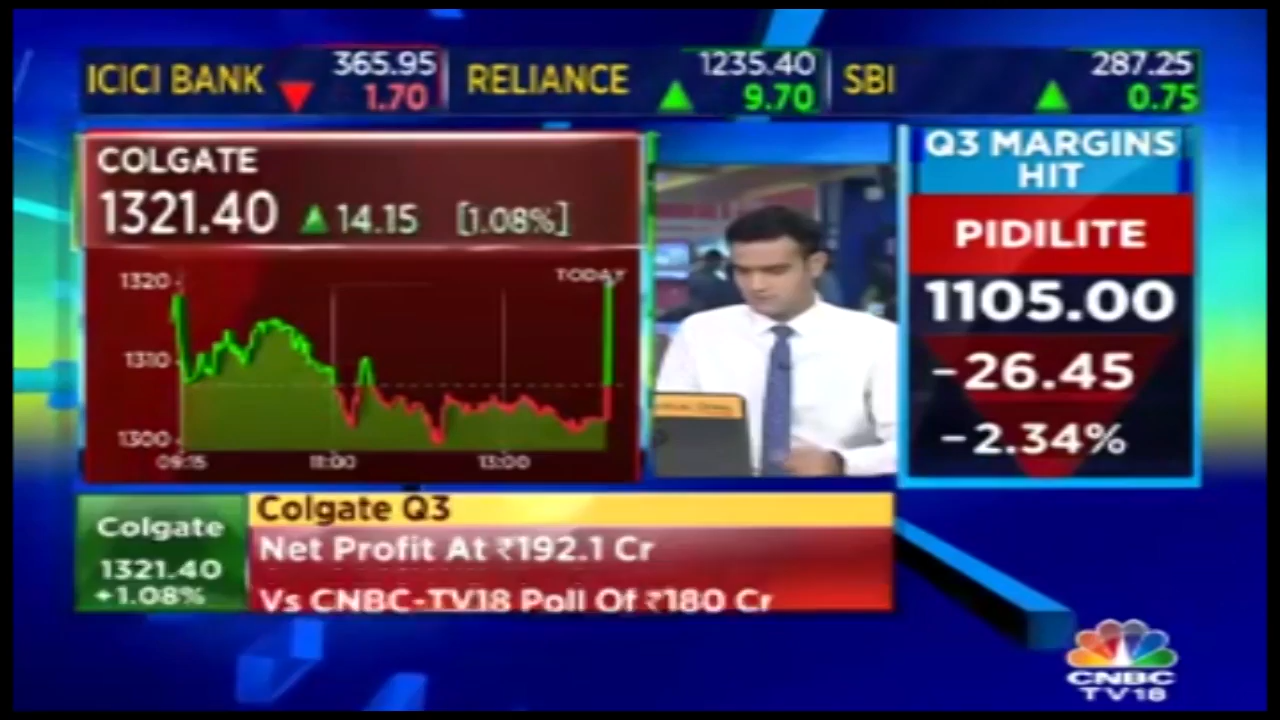 ICICI BANK 365.95
1.70
RELIANCE 1235.40
9.70
SBI 287.25
0.75
COLGATE
1321.40 14.15 [1.08%]
TODAY
1320
1310
1300
09:15 11:00 13:00
Q3 MARGINS
HIT
PIDILITE
1105.00
-26.45
-2.34%
Colgate
1321.40
+1.08%
Colgate Q3
Net Profit At ₹192.1 Cr
Vs CNBC-TV18 Poll Of ₹180 Cr
CNBC
TV18